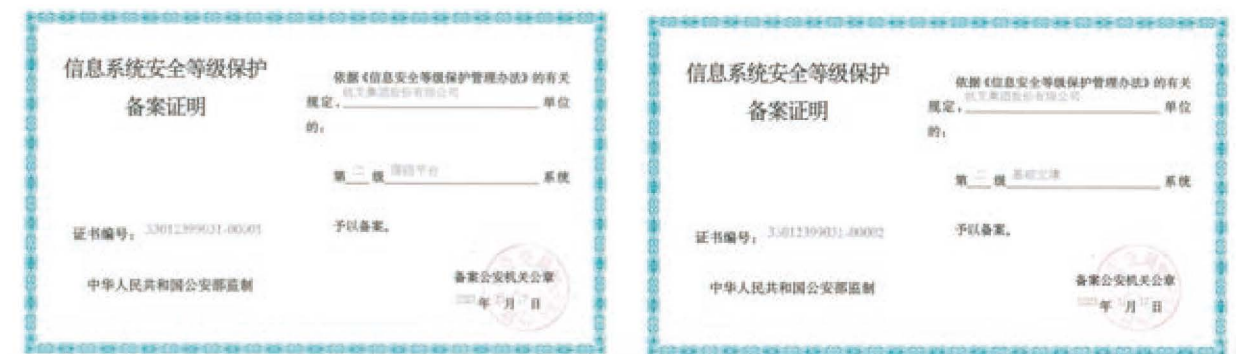 信息系统安全等级保护
备案证明
证书编号：
中华人民共和国公安部监制
依据《信息安全等级保护管理办法》的有关
规定，杭叉集团股份有限公司 单位
的：
第 二 级 系统
予以备案。
备案公安机关公章
年 月 日
信息系统安全等级保护
备案证明
证书编号：33012399031-00002
中华人民共和国公安部监制
依据《信息安全等级保护管理办法》的有关
规定，杭叉集团股份有限公司 单位
的：
第 二 级 系统
予以备案。
备案公安机关公章
年 月 日